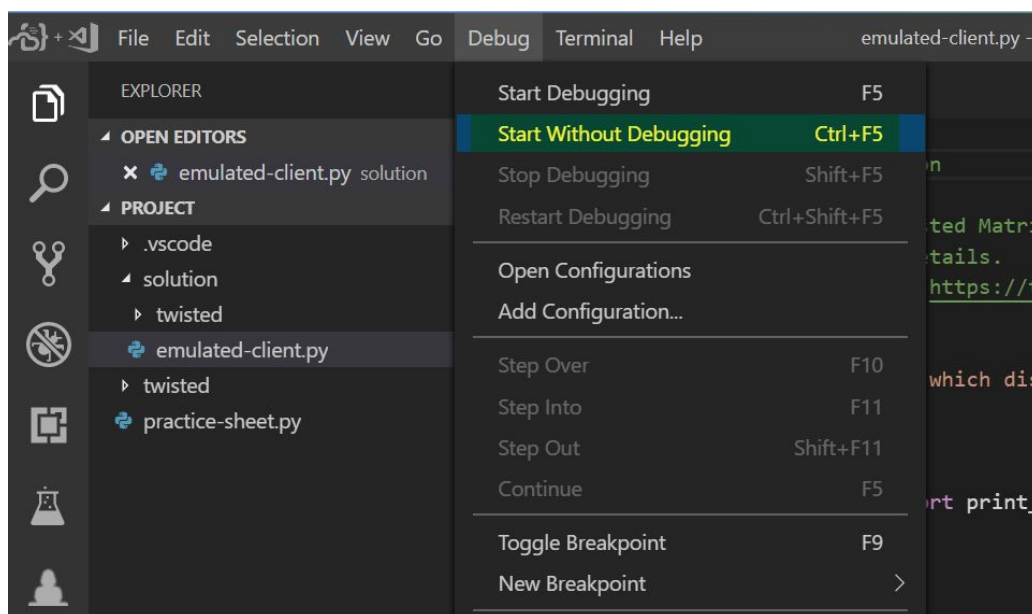 File Edit Selection View Go Debug Terminal Help emulated-client.py -
EXPLORER
OPEN EDITORS
emulated-client.py solution
PROJECT
.vscode
solution
twisted
emulated-client.py
twisted
practice-sheet.py
Start Debugging F5
Start Without Debugging Ctrl+F5
Stop Debugging Shift+F5
Restart Debugging Ctrl+Shift+F5
Open Configurations
Add Configuration...
Step Over F10
Step Into F11
Step Out Shift+F11
Continue F5
Toggle Breakpoint F9
New Breakpoint
n
ted Matr
tails.
https://
which di
rt print_